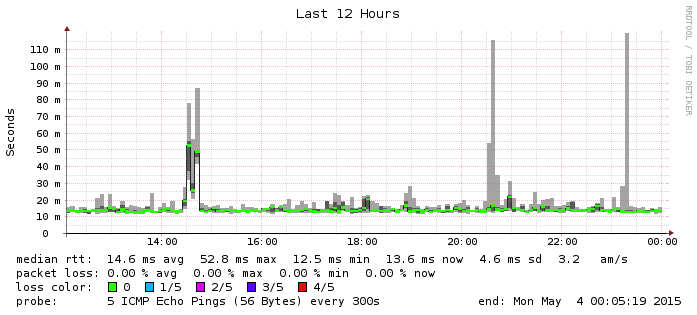 Last 12 Hours
RRDTOOL / TOBI OETIKER
Seconds
110 m
100 m
90 m
80 m
70 m
60 m
50 m
40 m
30 m
20 m
10 m
0
14:00 16:00 18:00 20:00 22:00 00:00
median rtt: 14.6 ms avg 52.8 ms max 12.5 ms min 13.6 ms now 4.6 ms sd 3.2 am/s
packet loss: 0.00 % avg 0.00 % max 0.00 % min 0.00 % now
loss color: 0 1/5 2/5 3/5 4/5
probe: 5 ICMP Echo Pings (56 Bytes) every 300s end: Mon May 4 00:05:19 2015